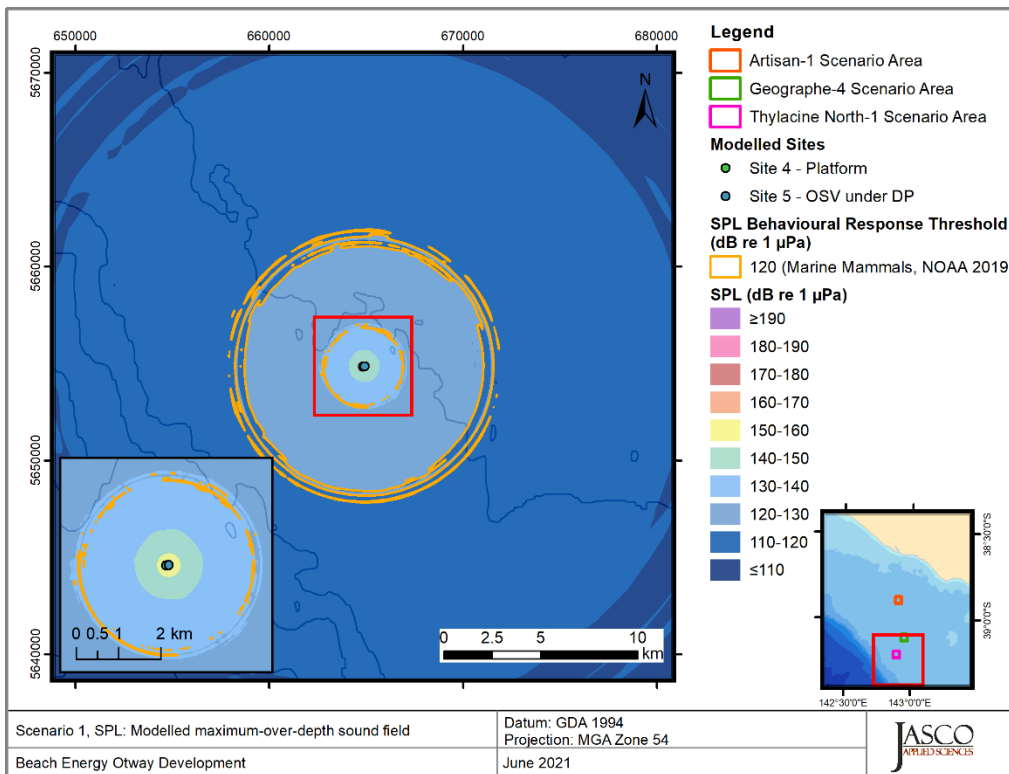 650000
660000
670000
680000
5670000
5660000
5650000
5640000
N
0 0.5 1 2 km
0 2.5 5 10
km
Legend
Artisan-1 Scenario Area
Geographe-4 Scenario Area
Thylacine North-1 Scenario Area
Modelled Sites
Site 4 - Platform
Site 5 - OSV under DP
SPL Behavioural Response Threshold
(dB re 1 µPa)
120 (Marine Mammals, NOAA 2019
SPL (dB re 1 µPa)
≥190
180-190
170-180
160-170
150-160
140-150
130-140
120-130
110-120
≤110
38°30'0"S
39°0'0"S
142°30'0"E
143°0'0"E
Scenario 1, SPL: Modelled maximum-over-depth sound field
Beach Energy Otway Development
Datum: GDA 1994
Projection: MGA Zone 54
June 2021
JASCO
APPLIED SCIENCES